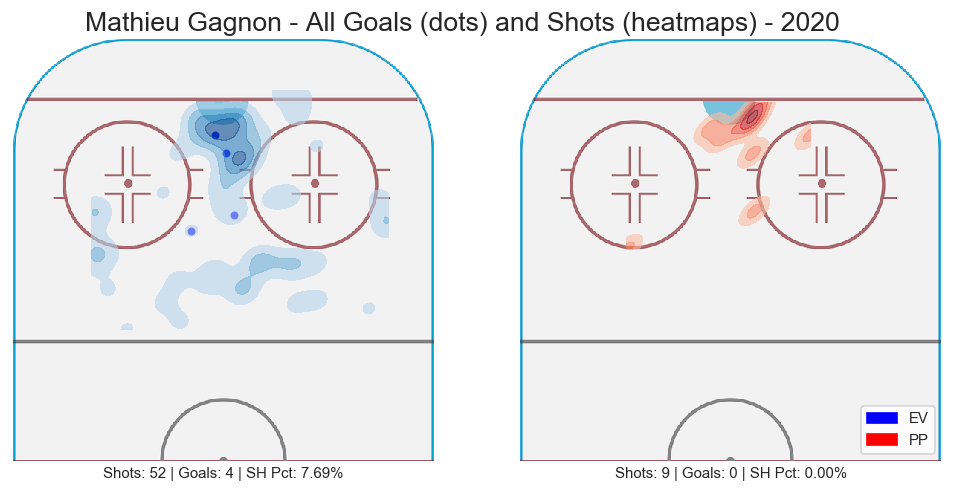 Mathieu Gagnon - All Goals (dots) and Shots (heatmaps) - 2020
EV
PP
Shots: 52 | Goals: 4 | SH Pct: 7.69%
Shots: 9 | Goals: 0 | SH Pct: 0.00%